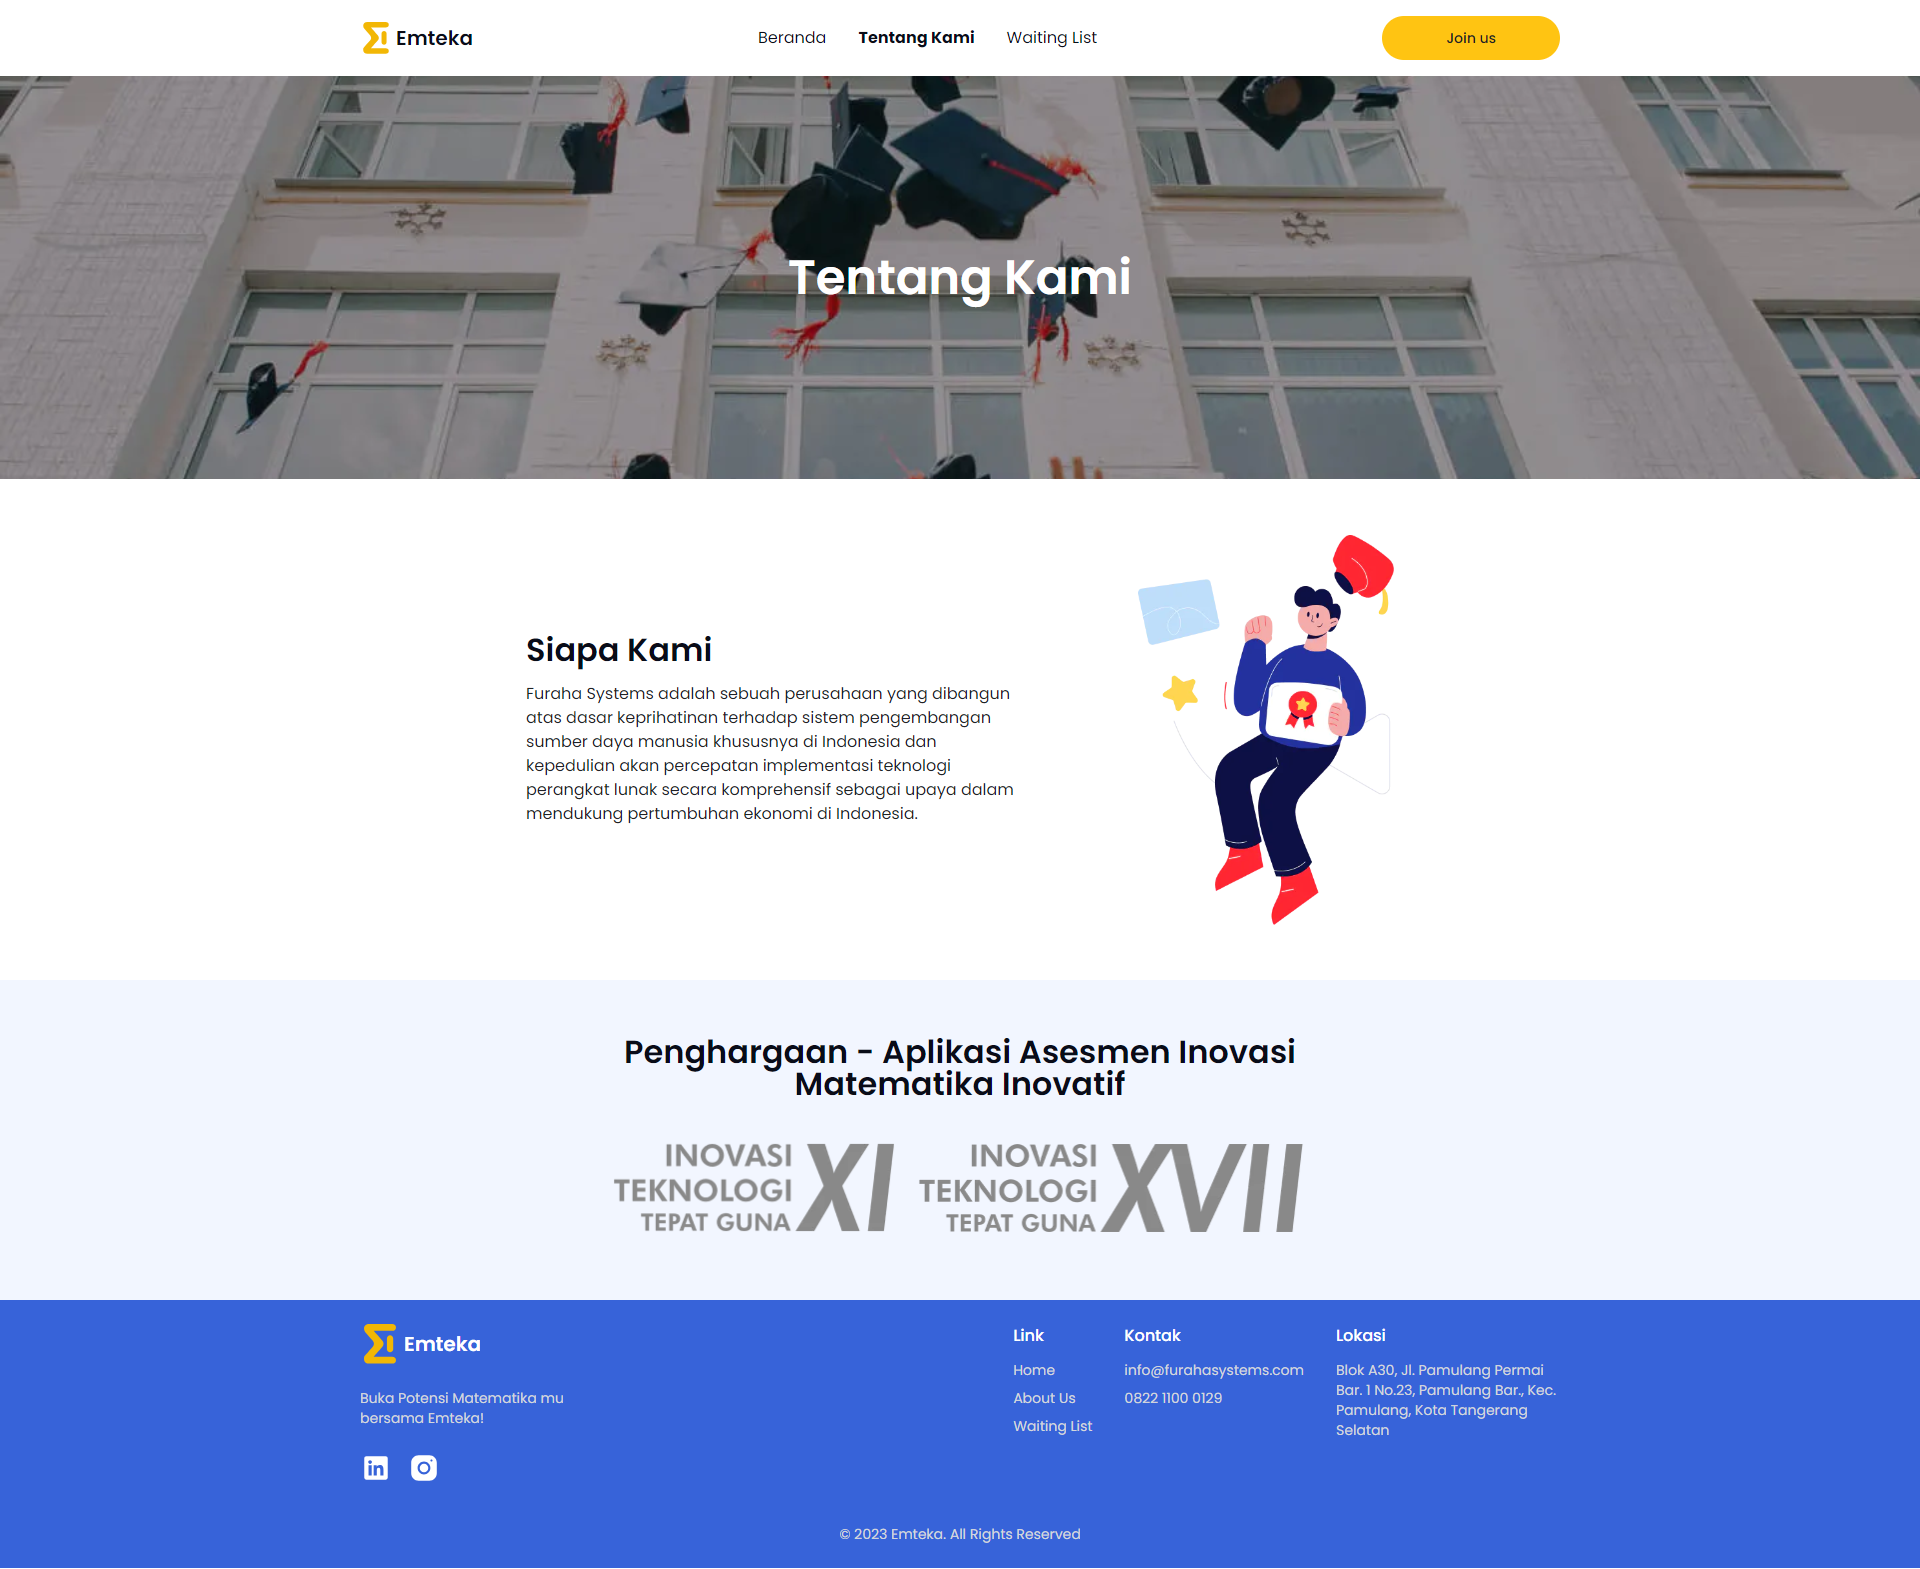 Emteka
Beranda
Tentang Kami
Waiting List
Join us
Tentang Kami
Siapa Kami
Furaha Systems adalah sebuah perusahaan yang dibangun
atas dasar keprihatinan terhadap sistem pengembangan
sumber daya manusia khususnya di Indonesia dan
kepedulian akan percepatan implementasi teknologi
perangkat lunak secara komprehensif sebagai upaya dalam
mendukung pertumbuhan ekonomi di Indonesia.
Penghargaan - Aplikasi Asesmen Inovasi
Matematika Inovatif
INOVASI
TEKNOLOGI
TEPAT GUNA
XI
INOVASI
TEKNOLOGI
TEPAT GUNA
XVII
Emteka
Buka Potensi Matematika mu
bersama Emteka!
in
Link
Home
About Us
Waiting List
Kontak
info@furahasystems.com
0822 1100 0129
Lokasi
Blok A30, Jl. Pamulang Permai
Bar. 1 No.23, Pamulang Bar., Kec.
Pamulang, Kota Tangerang
Selatan
© 2023 Emteka. All Rights Reserved